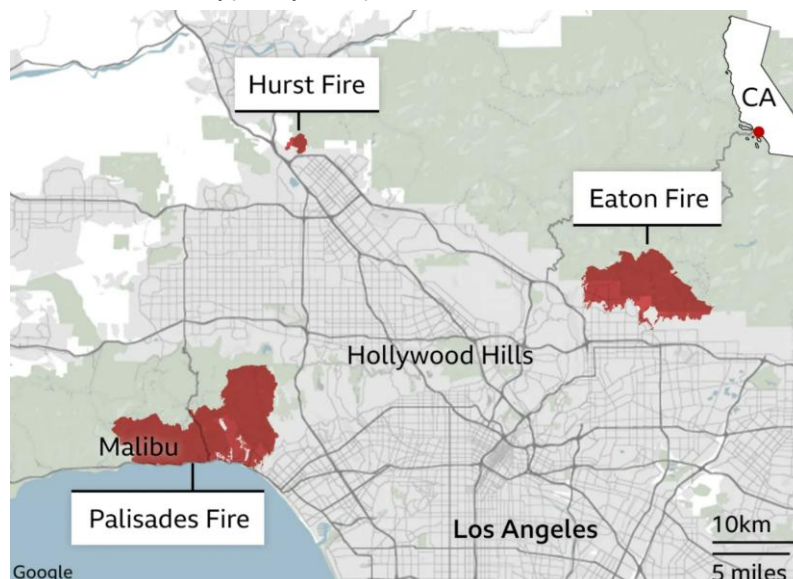 Hurst Fire
CA
Eaton Fire
Hollywood Hills
Malibu
Palisades Fire
Los Angeles
10km
5 miles
Google